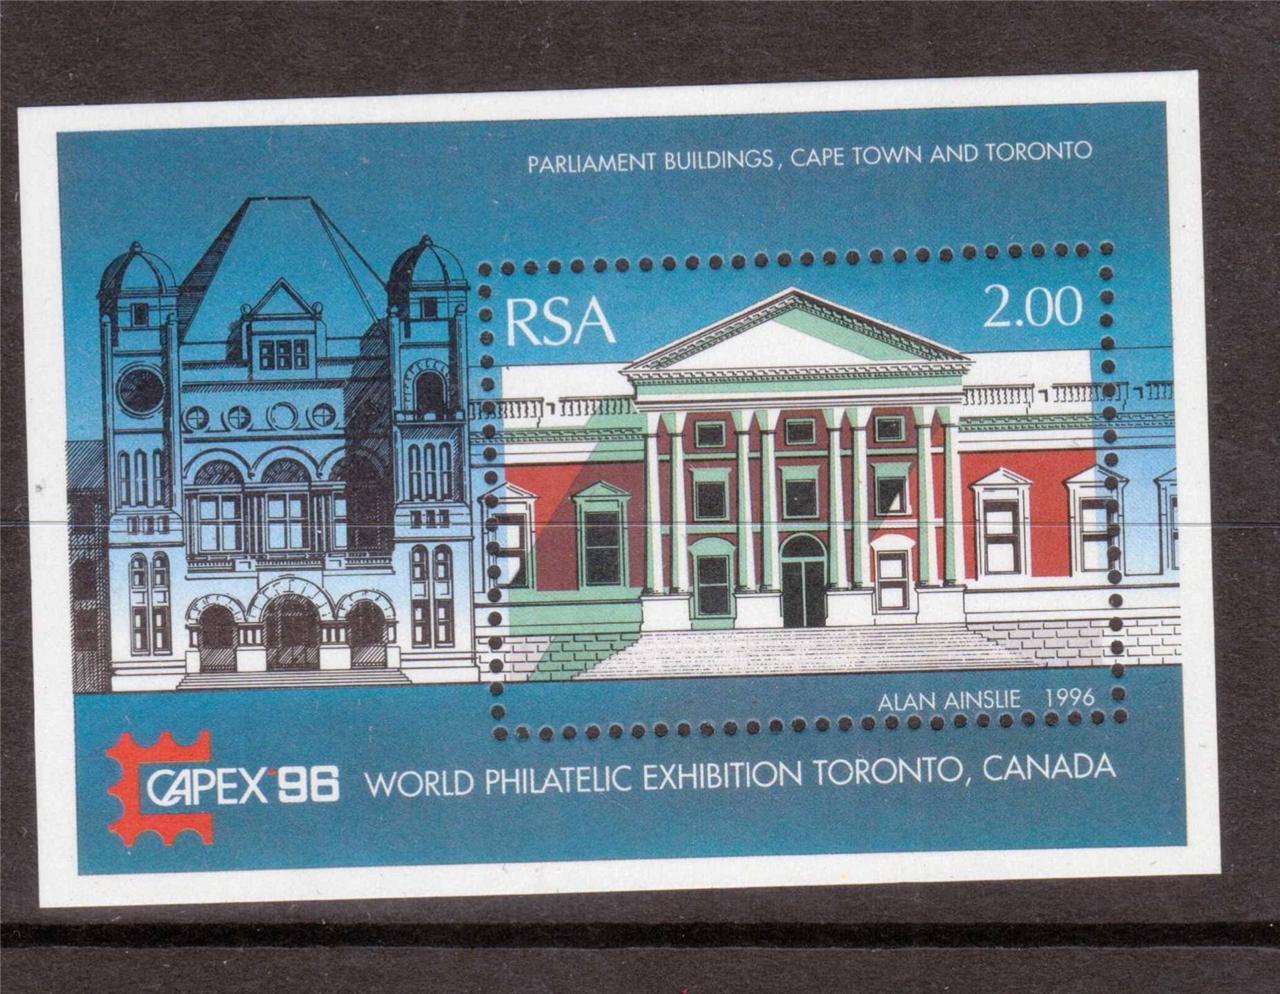 PARLIAMENT BUILDINGS, CAPE TOWN AND TORONTO
RSA 2.00
ALAN AINSLIE 1996
CAPEX'96 WORLD PHILATELIC EXHIBITION TORONTO, CANADA